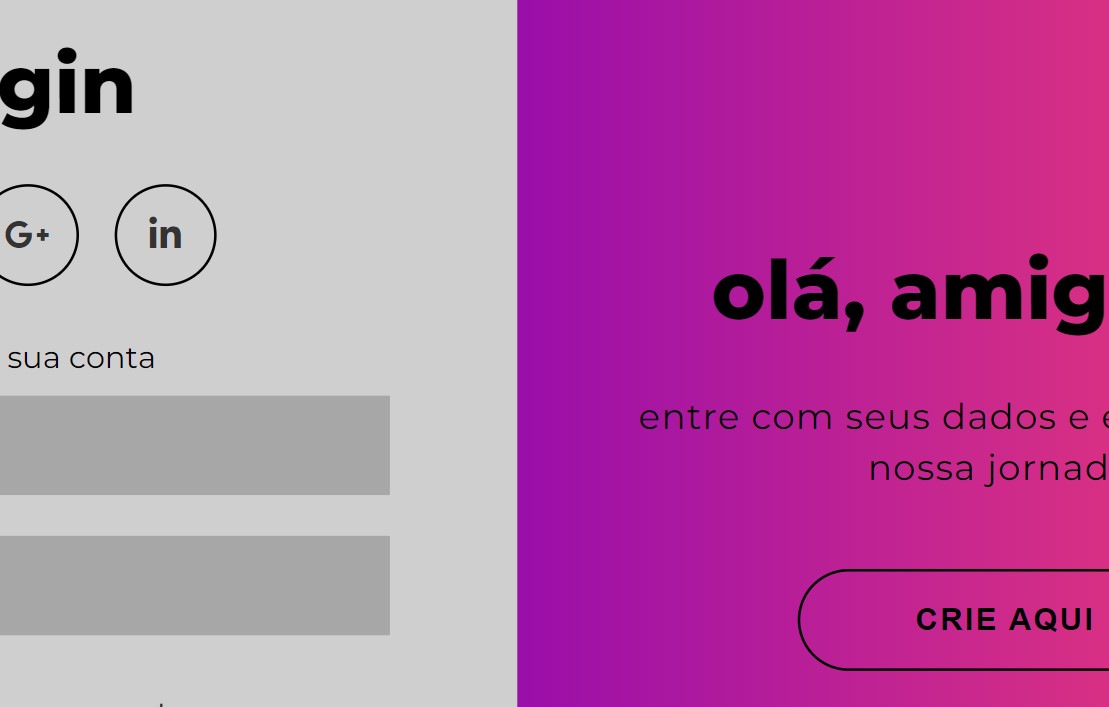 gin
G+ in
sua conta
olá, amig
entre com seus dados e e
nossa jornad
CRIE AQUI